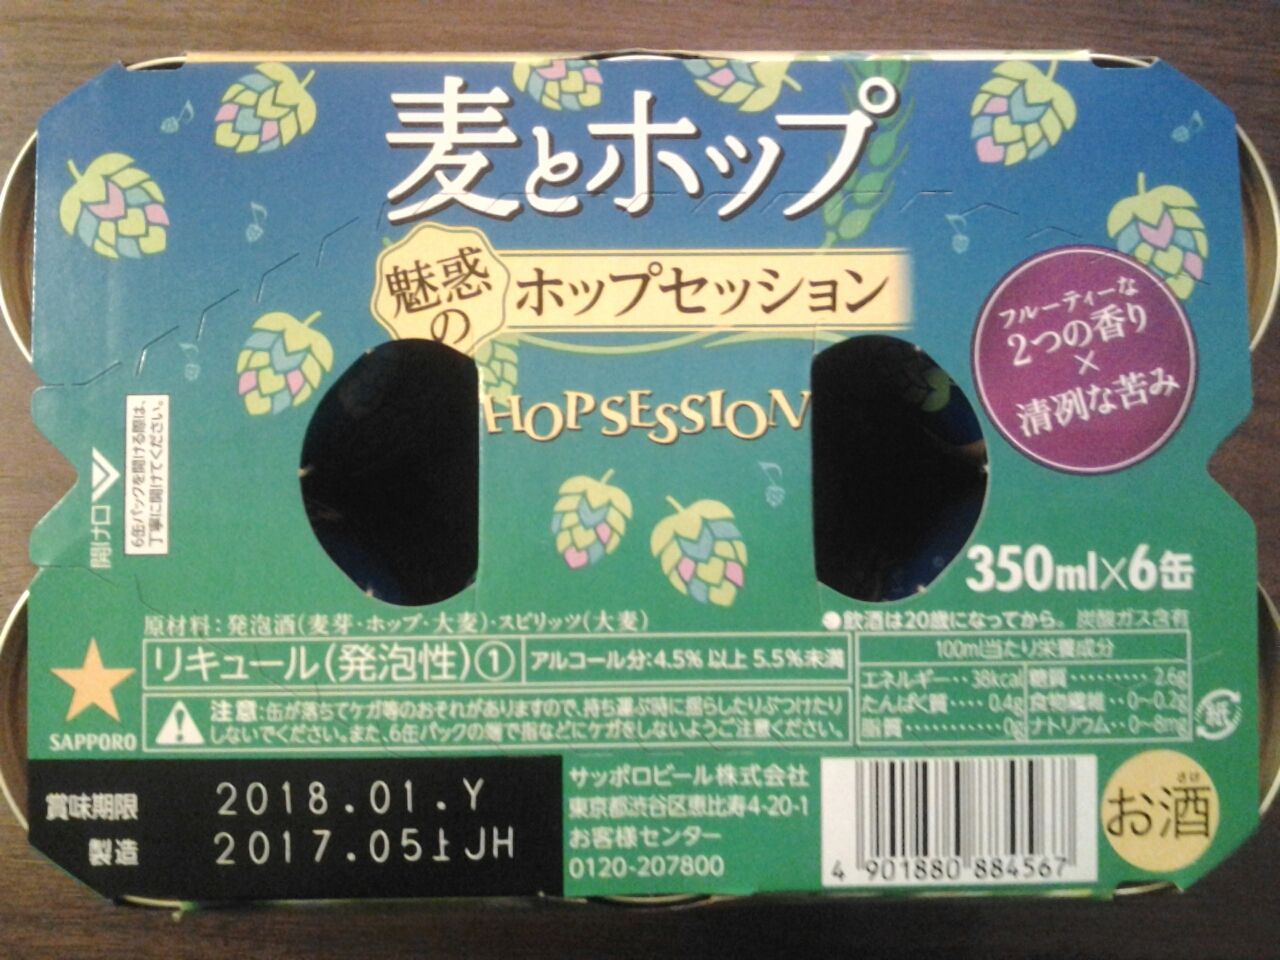 麦とホップ
魅惑の
ホップセッション
HOP SESSION
フルーティーな
2つの香り
×
清冽な苦み
開ケ口
6缶パックを開ける際は、
丁寧に開けてください。
350ml×6缶
原材料:発泡酒(麦芽・ホップ・大麦)・スピリッツ(大麦)
●飲酒は20歳になってから。 炭酸ガス含有
リキュール(発泡性)① アルコール分:4.5%以上5.5%未満
100ml当たり栄養成分
エネルギー‥38kcal 糖質‥‥‥‥2.6g
たんぱく質‥‥0.4g 食物繊維‥0~0.2g
脂質‥‥‥‥‥0g ナトリウム‥0~8mg
注意:缶が落ちてケガ等のおそれがありますので、持ち運ぶ時に揺らしたりぶつけたり
しないでください。また、6缶パックの端で指などにケガをしないようご注意ください。
紙
SAPPORO
賞味期限 2018.01.Y
製造 2017.05上JH
サッポロビール株式会社
東京都渋谷区恵比寿4-20-1
お客様センター
0120-207800
4 901880 884567
さけ
お酒